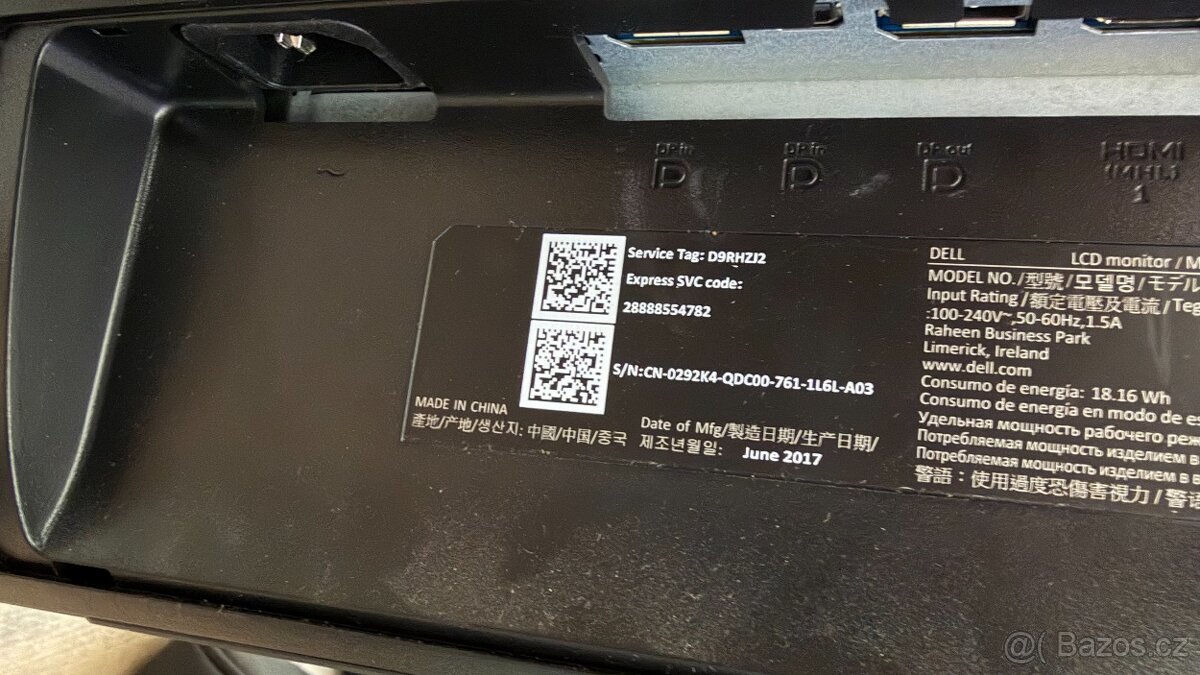 DP in
DP in
DP out
HDMI
(MHL)
1
Service Tag: D9RHZJ2
Express SVC code:
28888554782
S/N:CN-0292K4-QDC00-761-1L6L-A03
MADE IN CHINA
產地/产地/생산지: 中國/中国/중국
Date of Mfg/製造日期/生产日期/
제조년월일: June 2017
DELL LCD monitor / M
MODEL NO./型號/모델명/モデル
Input Rating/額定電壓及電流/Teg
:100-240V~,50-60Hz,1.5A
Raheen Business Park
Limerick, Ireland
www.dell.com
Consumo de energía: 18.16 Wh
Consumo de energía en modo de es
Удельная мощность рабочего реж
Потребляемая мощность изделием в
Потребляемая мощность изделием в в
警語：使用過度恐傷害視力/警
@( Bazoš.cz